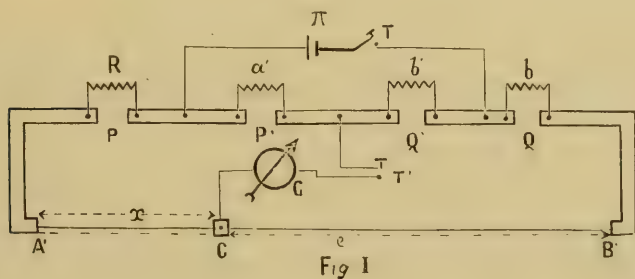 π T
R a' b' b
P P' Q' Q
G T T'
x
A' C e B'
Fig I